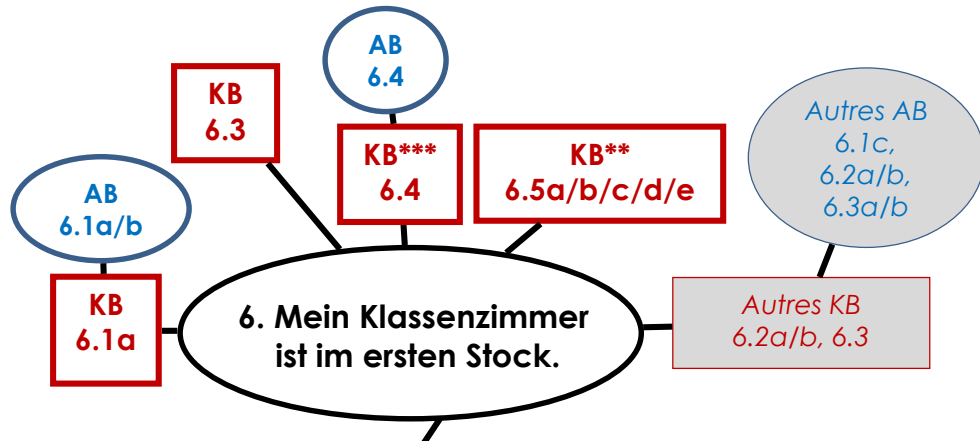 AB
6.4
KB
6.3
KB***
6.4
KB**
6.5a/b/c/d/e
Autres AB
6.1c,
6.2a/b,
6.3a/b
AB
6.1a/b
KB
6.1a
6. Mein Klassenzimmer
ist im ersten Stock.
Autres KB
6.2a/b, 6.3